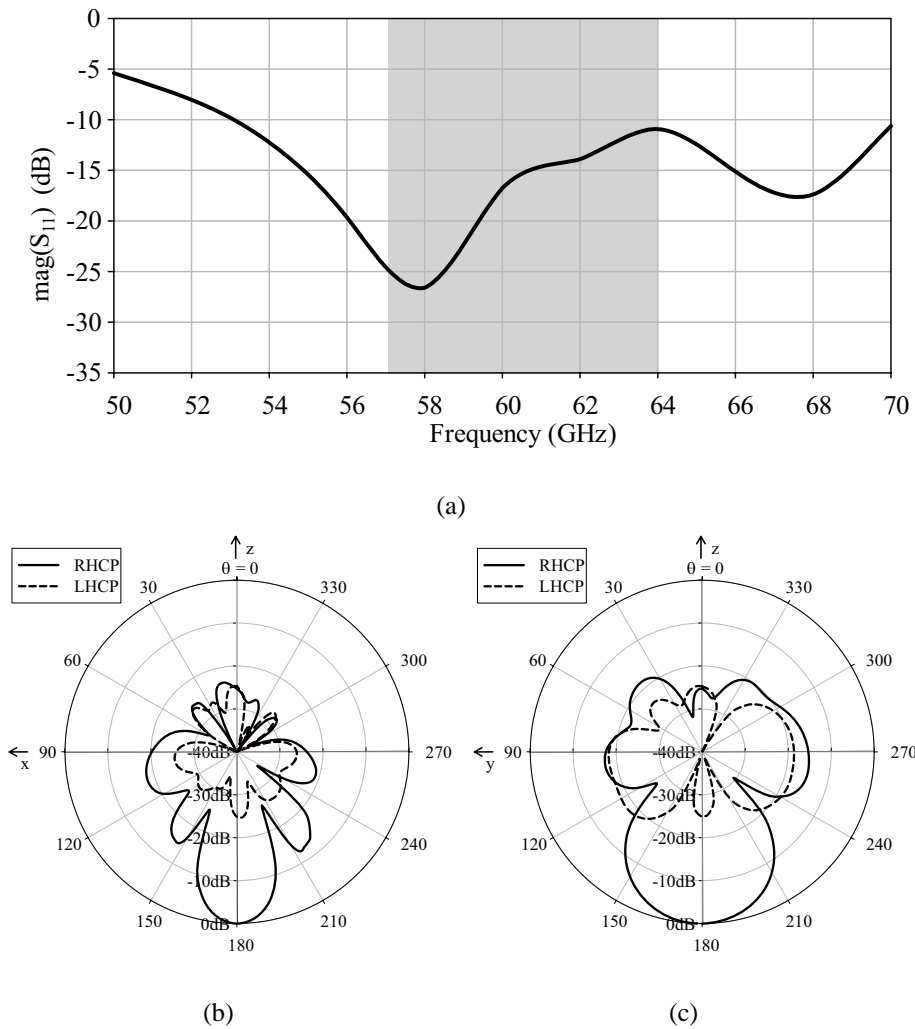 0
-5
-10
-15
-20
-25
-30
-35
mag(S11) (dB)
50 52 54 56 58 60 62 64 66 68 70
Frequency (GHz)
(a)
RHCP
LHCP
z
θ = 0
30
330
60
300
90
x
-40dB
270
-30dB
120
240
-20dB
-10dB
150
210
0dB
180
(b)
RHCP
LHCP
z
θ = 0
30
330
60
300
90
y
-40dB
270
-30dB
120
240
-20dB
-10dB
150
210
0dB
180
(c)